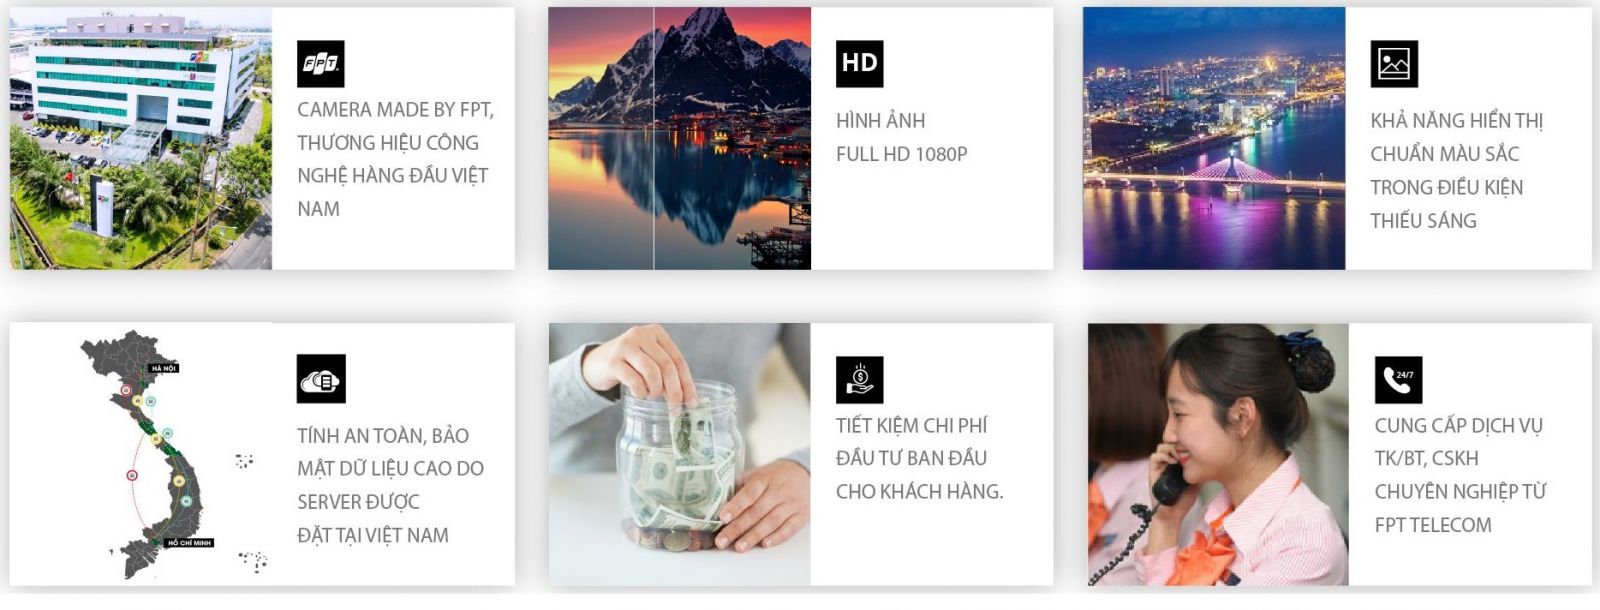 FPT
FPT.
CAMERA MADE BY FPT,
THƯƠNG HIỆU CÔNG
NGHỆ HÀNG ĐẦU VIỆT
NAM
HD
HÌNH ẢNH
FULL HD 1080P
KHẢ NĂNG HIỂN THỊ
CHUẨN MÀU SẮC
TRONG ĐIỀU KIỆN
THIẾU SÁNG
HÀ NỘI
HỒ CHÍ MINH
TÍNH AN TOÀN, BẢO
MẬT DỮ LIỆU CAO DO
SERVER ĐƯỢC
ĐẶT TẠI VIỆT NAM
TIẾT KIỆM CHI PHÍ
ĐẦU TƯ BAN ĐẦU
CHO KHÁCH HÀNG.
24/7
CUNG CẤP DỊCH VỤ
TK/BT, CSKH
CHUYÊN NGHIỆP TỪ
FPT TELECOM